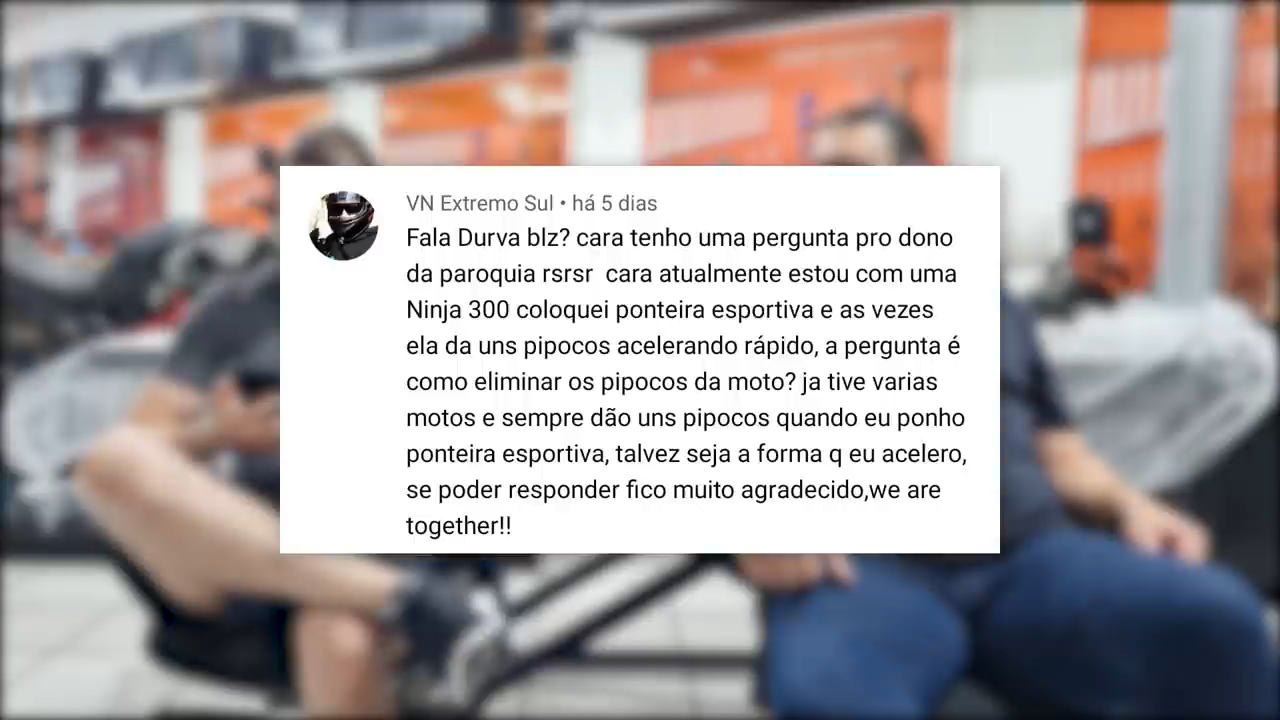 VN Extremo Sul • há 5 dias
Fala Durva blz? cara tenho uma pergunta pro dono
da paroquia rsrsr  cara atualmente estou com uma
Ninja 300 coloquei ponteira esportiva e as vezes
ela da uns pipocos acelerando rápido, a pergunta é
como eliminar os pipocos da moto? ja tive varias
motos e sempre dão uns pipocos quando eu ponho
ponteira esportiva, talvez seja a forma q eu acelero,
se poder responder fico muito agradecido,we are
together!!